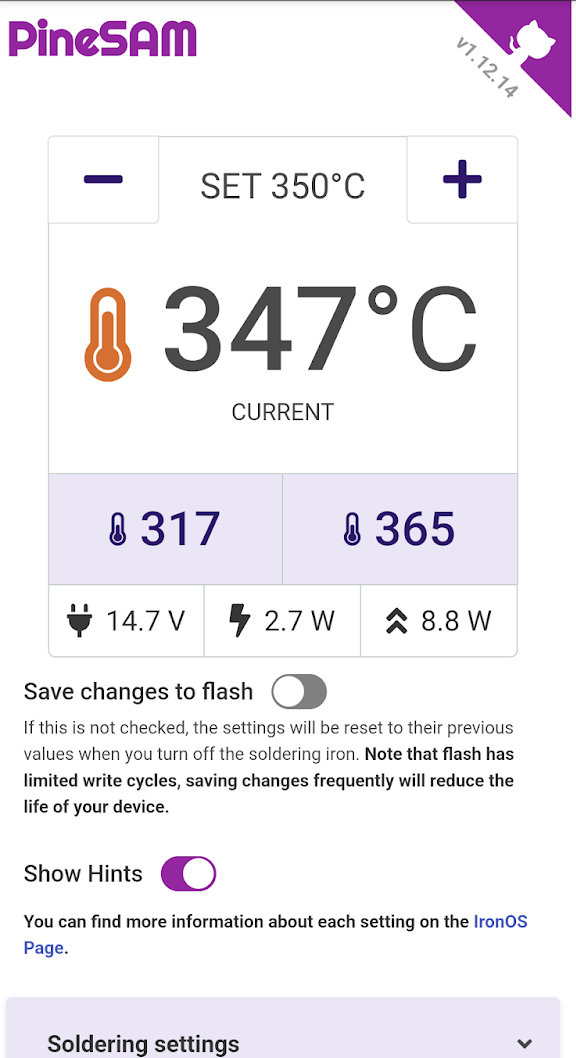 PineSAM
v1.12.14
SET 350°C
347°C
CURRENT
317 365
14.7 V 2.7 W 8.8 W
Save changes to flash
If this is not checked, the settings will be reset to their previous
values when you turn off the soldering iron. Note that flash has
limited write cycles, saving changes frequently will reduce the
life of your device.
Show Hints
You can find more information about each setting on the IronOS
Page.
Soldering settings